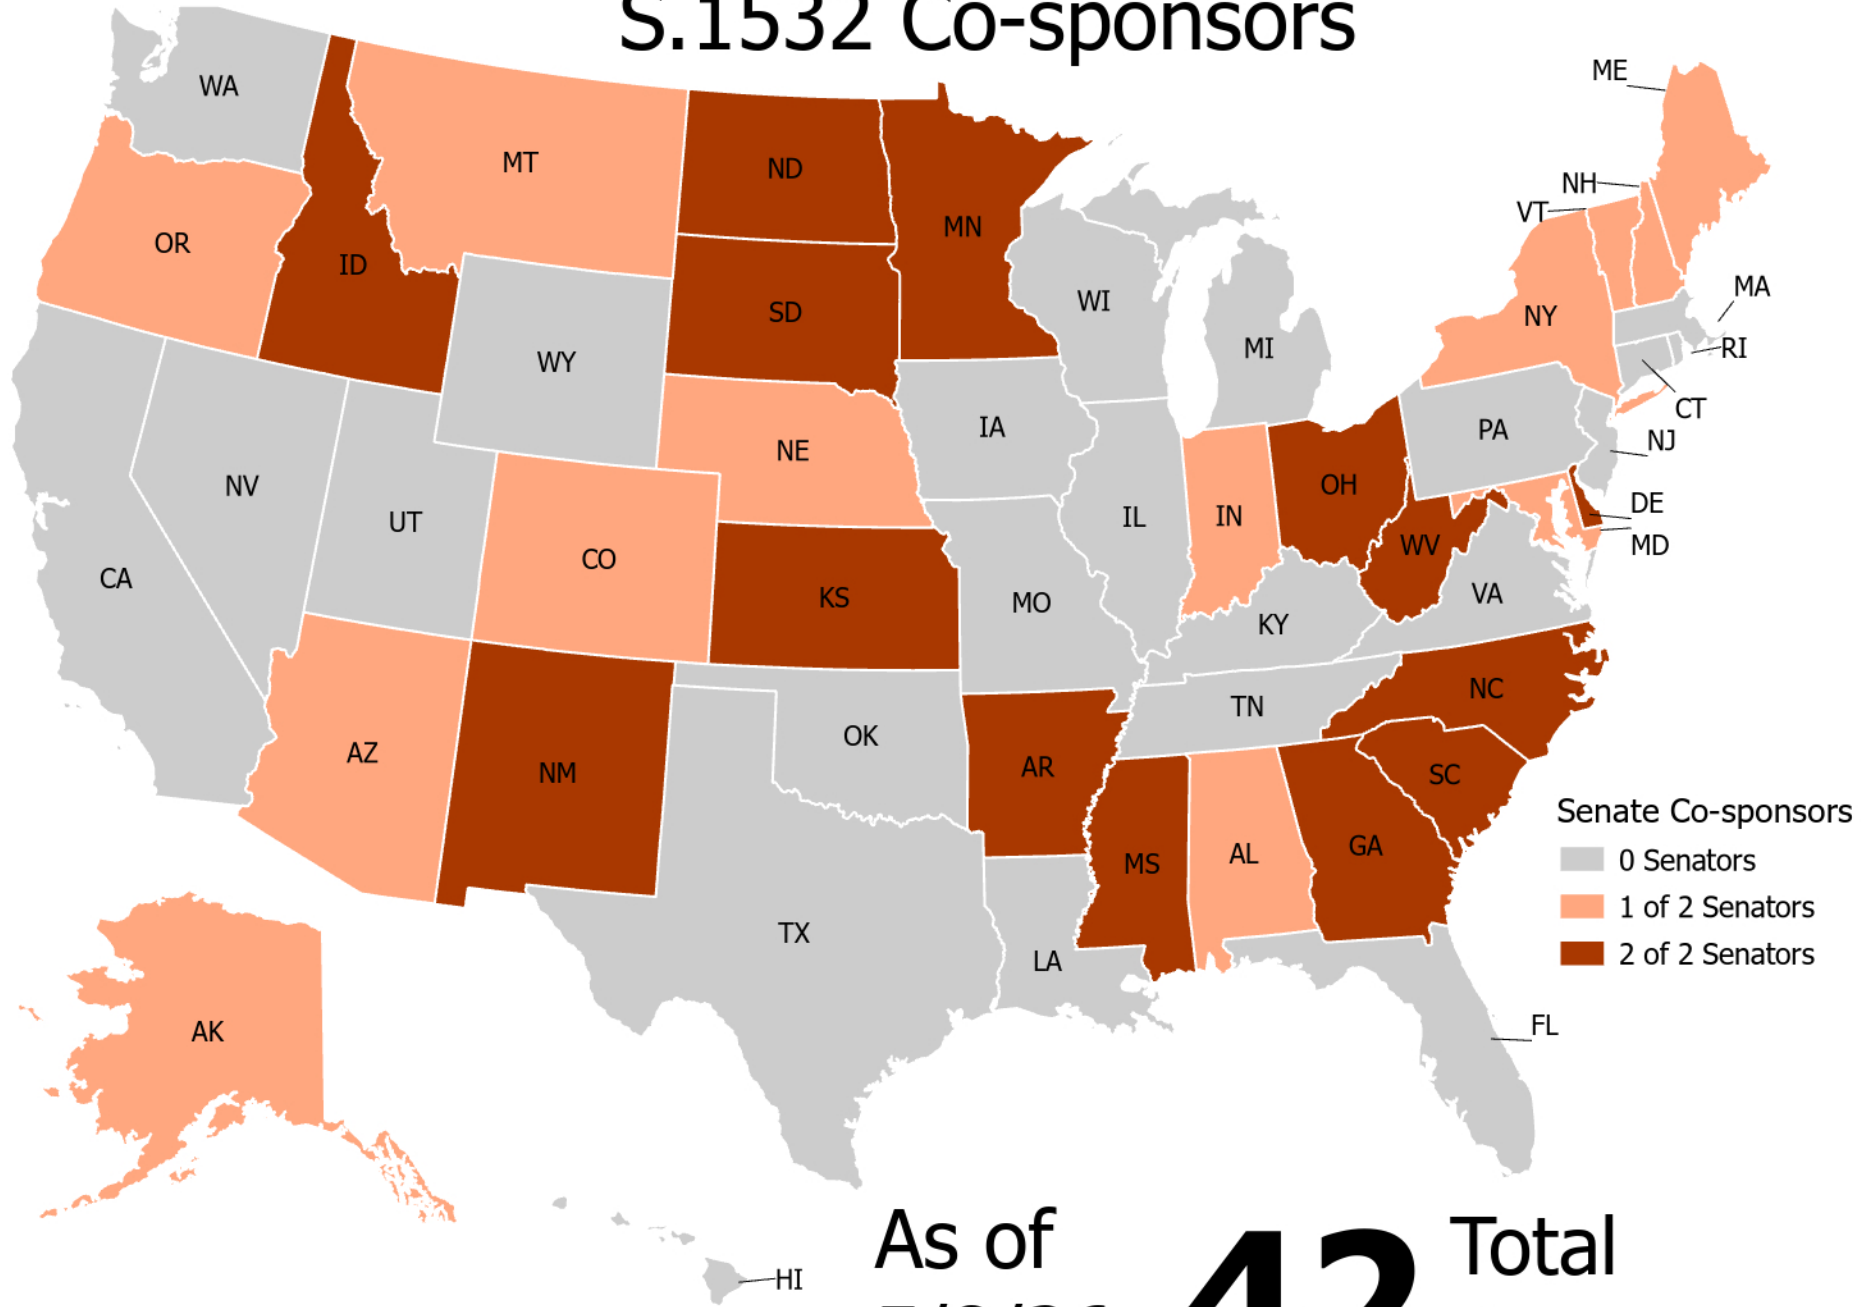 S.1532 Co-sponsors
WA
ME
MT
ND
NH
MN
VT
OR
ID
MA
WI
SD
NY
MI
RI
WY
CT
IA
PA
NJ
NE
NV
OH
DE
UT
IL
IN
WV
MD
CO
CA
KS
MO
VA
KY
NC
TN
OK
AZ
NM
AR
SC
Senate Co-sponsors
MS
AL
GA
0 Senators
1 of 2 Senators
TX
LA
2 of 2 Senators
AK
FL
As of
42
Total
HI